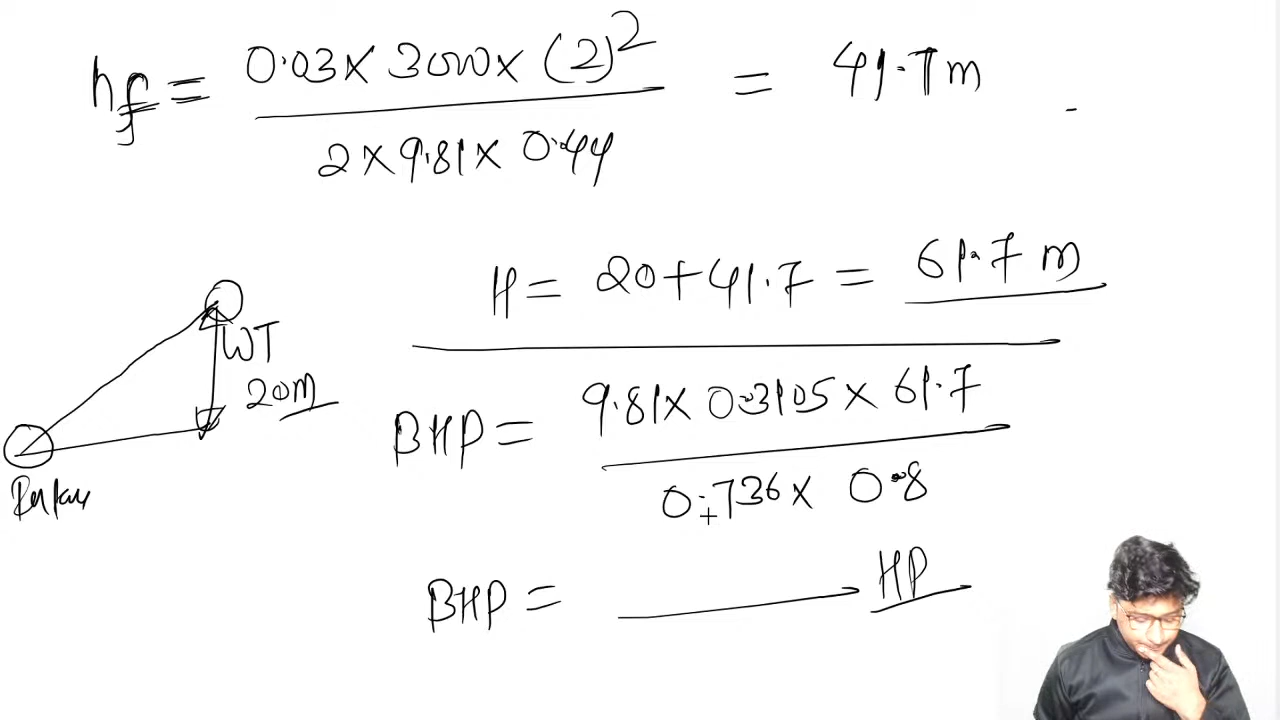 hf = 0.03 × 3000 × (2)² / 2 × 9.81 × 0.44 = 41.7 m
H = 20 + 41.7 = 61.7 m
WT
20m
BHP = 9.81 × 0.3105 × 61.7 / 0.736 × 0.8
BHP = HP